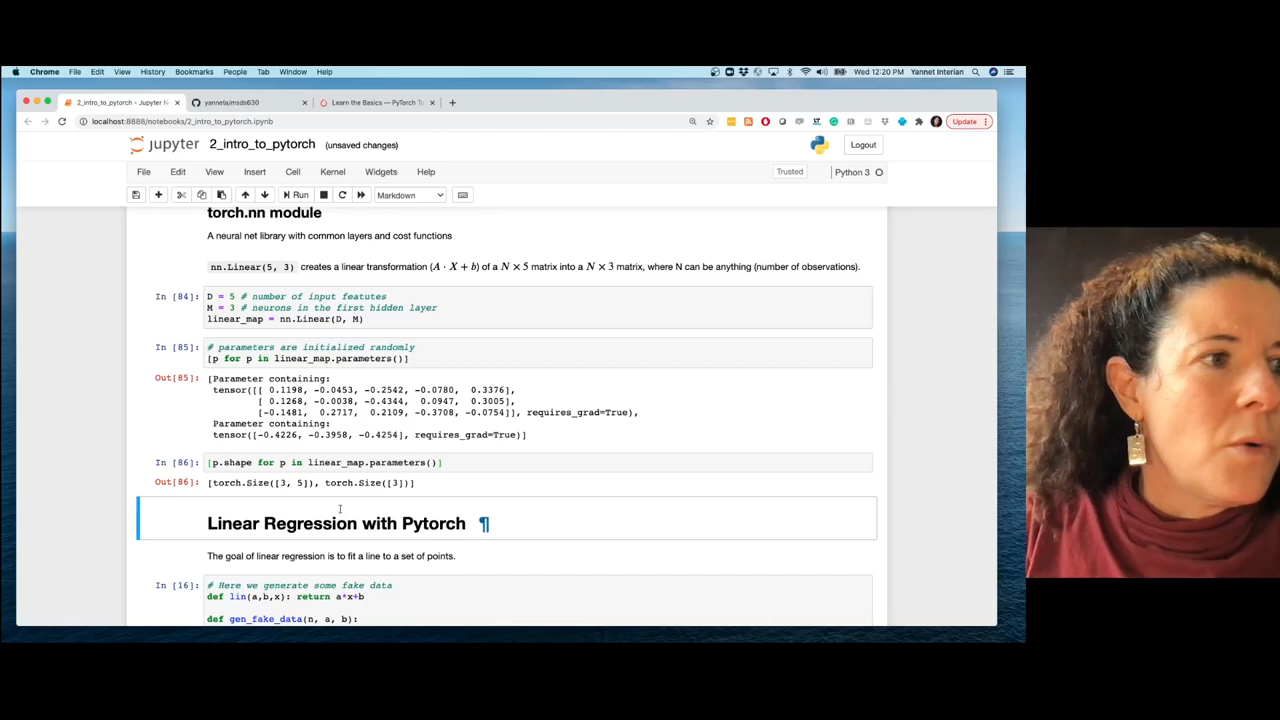 Chrome File Edit View History Bookmarks People Tab Window Help Wed 12:20 PM Yannet Interian
2_intro_to_pytorch - Jupyter N yanneta/msds630 Learn the Basics — PyTorch Tu
localhost:8888/notebooks/2_intro_to_pytorch.ipynb Update
jupyter 2_intro_to_pytorch (unsaved changes) Logout
File Edit View Insert Cell Kernel Widgets Help Trusted Python 3
Run Markdown
torch.nn module
A neural net library with common layers and cost functions
nn.Linear(5, 3) creates a linear transformation (A · X + b) of a N × 5 matrix into a N × 3 matrix, where N can be anything (number of observations).
In [84]: D = 5 # number of input featutes
M = 3 # neurons in the first hidden layer
linear_map = nn.Linear(D, M)
In [85]: # parameters are initialized randomly
[p for p in linear_map.parameters()]
Out[85]: [Parameter containing:
tensor([[ 0.1198, -0.0453, -0.2542, -0.0780, 0.3376],
[ 0.1268, -0.0038, -0.4344, 0.0947, 0.3005],
[-0.1481, 0.2717, 0.2109, -0.3708, -0.0754]], requires_grad=True),
Parameter containing:
tensor([-0.4226, -0.3958, -0.4254], requires_grad=True)]
In [86]: [p.shape for p in linear_map.parameters()]
Out[86]: [torch.Size([3, 5]), torch.Size([3])]
Linear Regression with Pytorch ¶
The goal of linear regression is to fit a line to a set of points.
In [16]: # Here we generate some fake data
def lin(a,b,x): return a*x+b
def gen_fake_data(n, a, b):